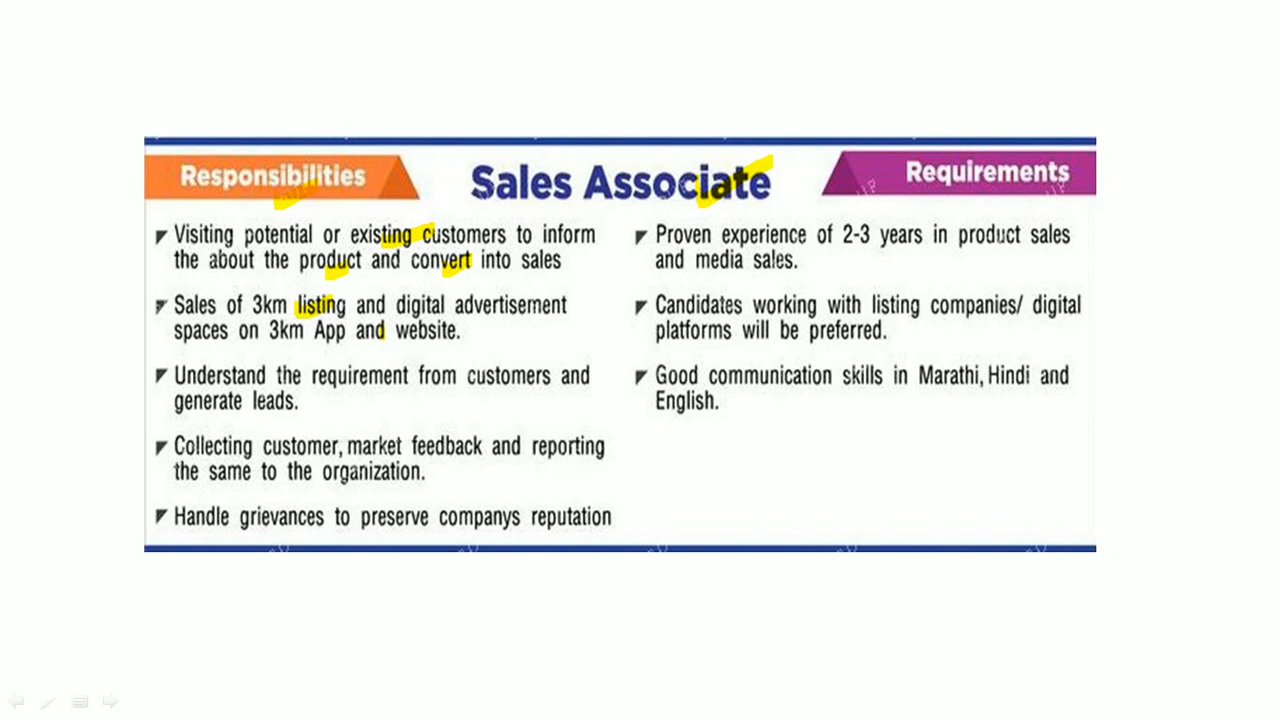 Responsibilities
Sales Associate
Requirements
Visiting potential or existing customers to inform
the about the product and convert into sales
Sales of 3km listing and digital advertisement
spaces on 3km App and website.
Understand the requirement from customers and
generate leads.
Collecting customer, market feedback and reporting
the same to the organization.
Handle grievances to preserve companys reputation
Proven experience of 2-3 years in product sales
and media sales.
Candidates working with listing companies/ digital
platforms will be preferred.
Good communication skills in Marathi, Hindi and
English.